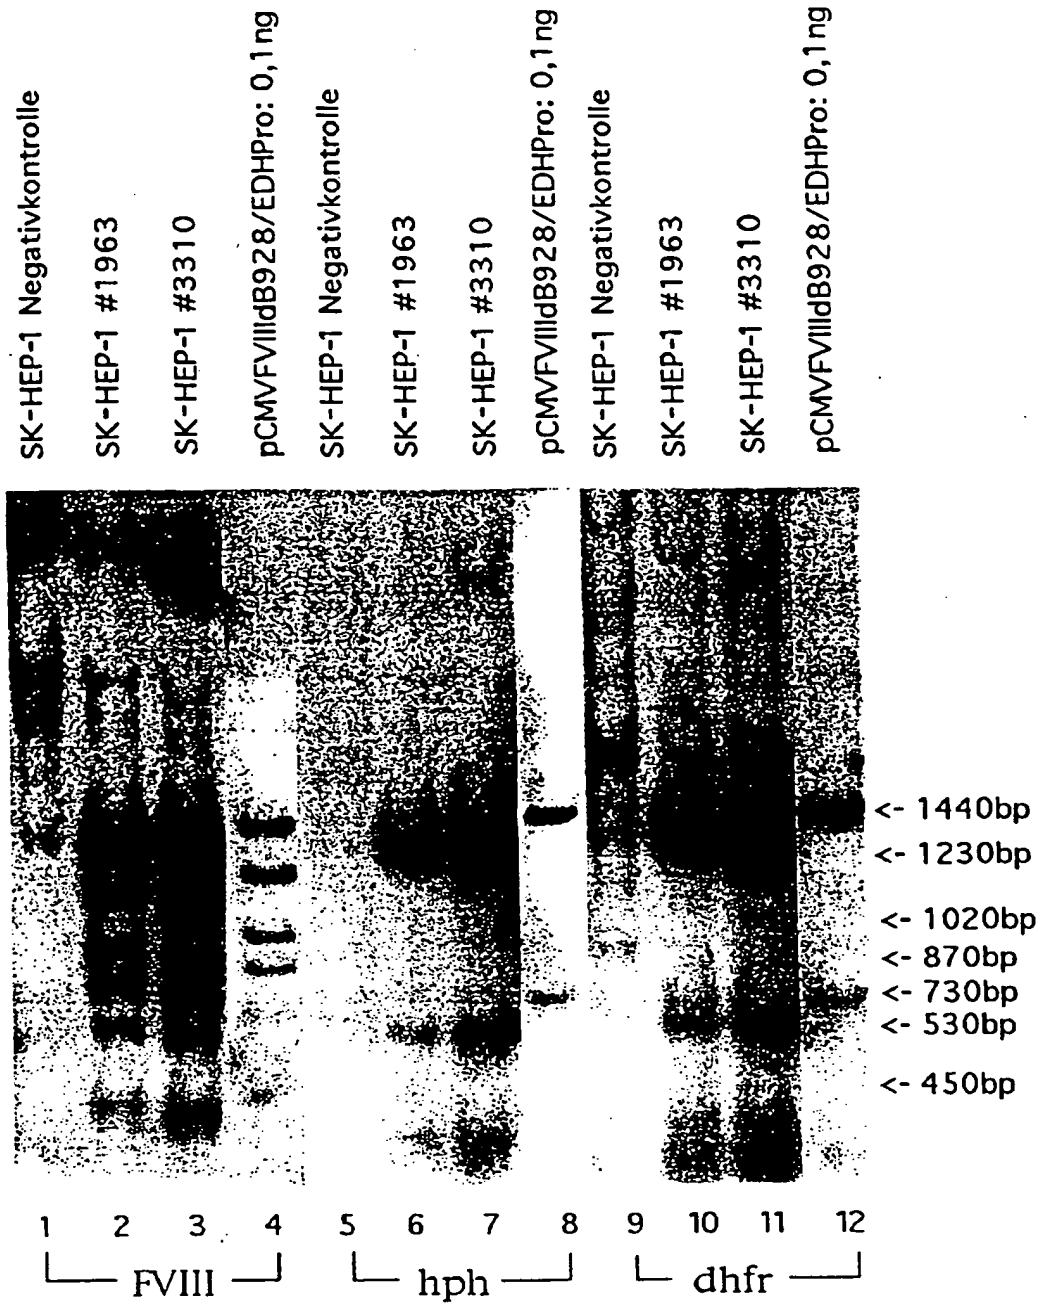 SK-HEP-1 Negativkontrolle
SK-HEP-1 #1963
SK-HEP-1 #3310
pCMVFVIIIdB928/EDHPro: 0,1ng
SK-HEP-1 Negativkontrolle
SK-HEP-1 #1963
SK-HEP-1 #3310
pCMVFVIIIdB928/EDHPro: 0,1ng
SK-HEP-1 Negativkontrolle
SK-HEP-1 #1963
SK-HEP-1 #3310
pCMVFVIIIdB928/EDHPro: 0,1ng
<- 1440bp
<- 1230bp
<- 1020bp
<- 870bp
<- 730bp
<- 530bp
<- 450bp
1 2 3 4 5 6 7 8 9 10 11 12
FVIII hph dhfr